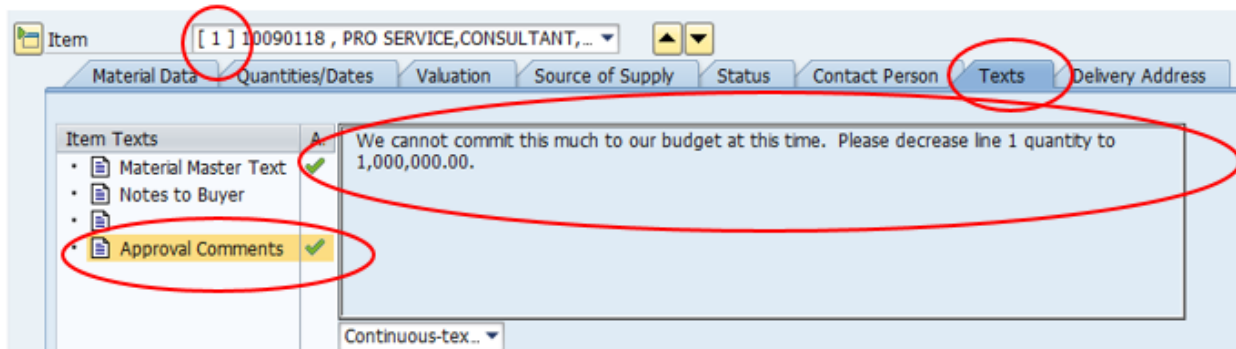 Item [ 1 ] 10090118 , PRO SERVICE,CONSULTANT,...
Material Data Quantities/Dates Valuation Source of Supply Status Contact Person Texts Delivery Address
Item Texts A.
Material Master Text
Notes to Buyer
Approval Comments
We cannot commit this much to our budget at this time. Please decrease line 1 quantity to
1,000,000.00.
Continuous-tex...